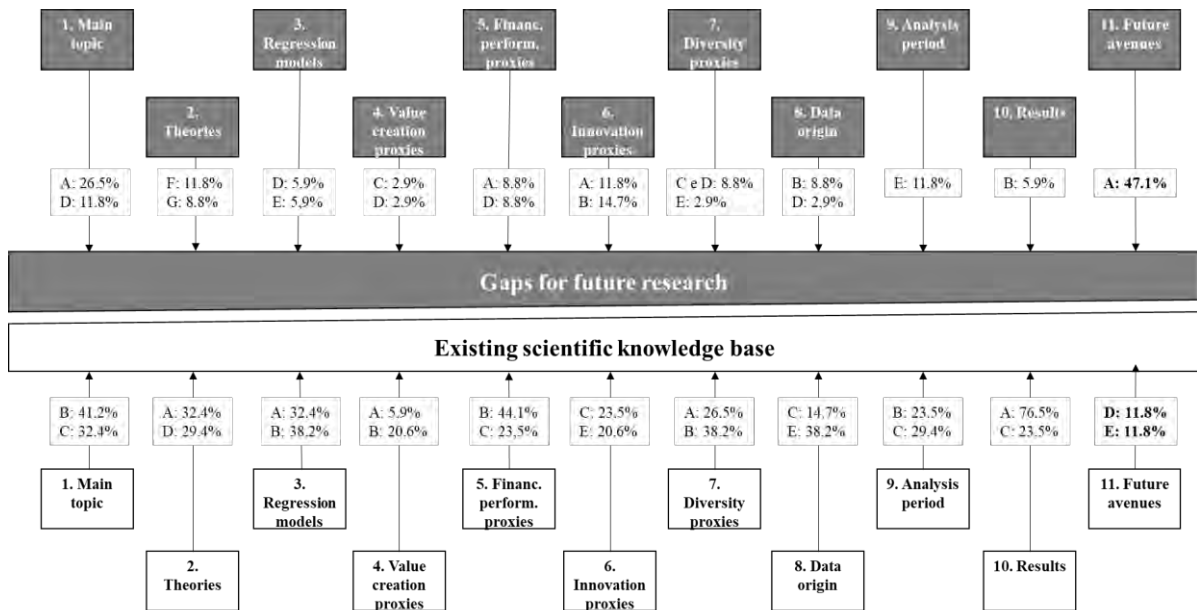 1. Main
topic
3.
Regression
models
5. Financ.
perform.
proxies
7.
Diversity
proxies
9. Analysis
period
11. Future
avenues
2.
Theories
4. Value
creation
proxies
6.
Innovation
proxies
8. Data
origin
10. Results
A: 26.5%
D: 11.8%
F: 11.8%
G: 8.8%
D: 5.9%
E: 5.9%
C: 2.9%
D: 2.9%
A: 8.8%
D: 8.8%
A: 11.8%
B: 14.7%
C e D: 8.8%
E: 2.9%
B: 8.8%
D: 2.9%
E: 11.8%
B: 5.9%
A: 47.1%
Gaps for future research
Existing scientific knowledge base
B: 41.2%
C: 32.4%
A: 32.4%
D: 29.4%
A: 32.4%
B: 38.2%
A: 5.9%
B: 20.6%
B: 44.1%
C: 23,5%
C: 23.5%
E: 20.6%
A: 26.5%
B: 38.2%
C: 14.7%
E: 38.2%
B: 23.5%
C: 29.4%
A: 76.5%
C: 23.5%
D: 11.8%
E: 11.8%
1. Main
topic
3.
Regression
models
5. Financ.
perform.
proxies
7.
Diversity
proxies
9. Analysis
period
11. Future
avenues
2.
Theories
4. Value
creation
proxies
6.
Innovation
proxies
8. Data
origin
10. Results